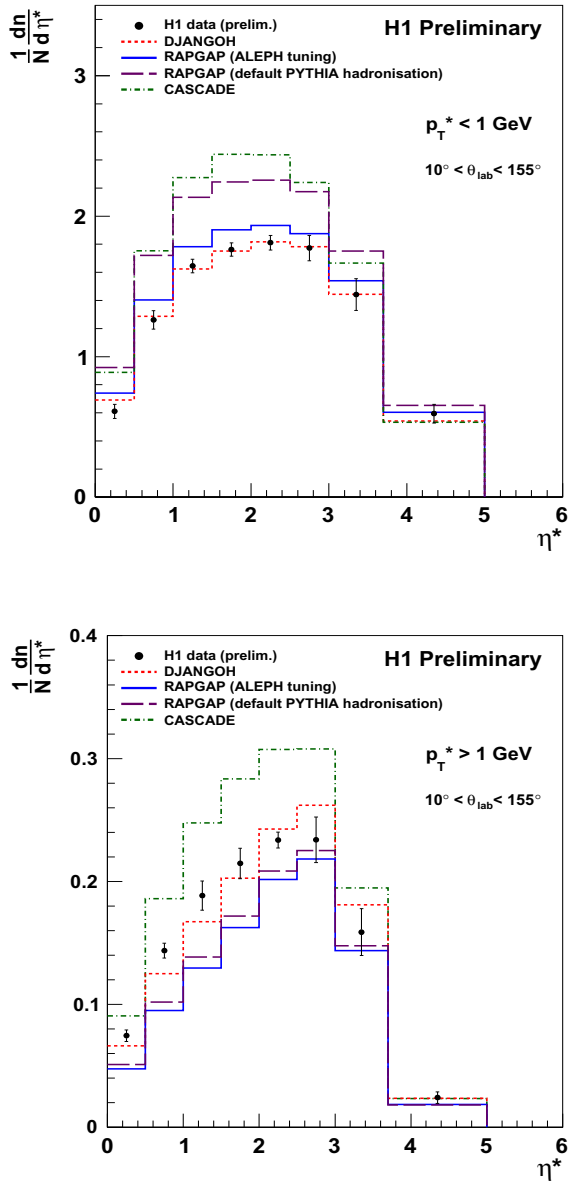 1 dn
N d η*
H1 data (prelim.)
DJANGOH
RAPGAP (ALEPH tuning)
RAPGAP (default PYTHIA hadronisation)
CASCADE
H1 Preliminary
p_T* < 1 GeV
10° < θ_lab < 155°
3
2
1
0
0 1 2 3 4 5 6
η*
1 dn
N d η*
H1 data (prelim.)
DJANGOH
RAPGAP (ALEPH tuning)
RAPGAP (default PYTHIA hadronisation)
CASCADE
H1 Preliminary
p_T* > 1 GeV
10° < θ_lab < 155°
0.4
0.3
0.2
0.1
0
0 1 2 3 4 5 6
η*